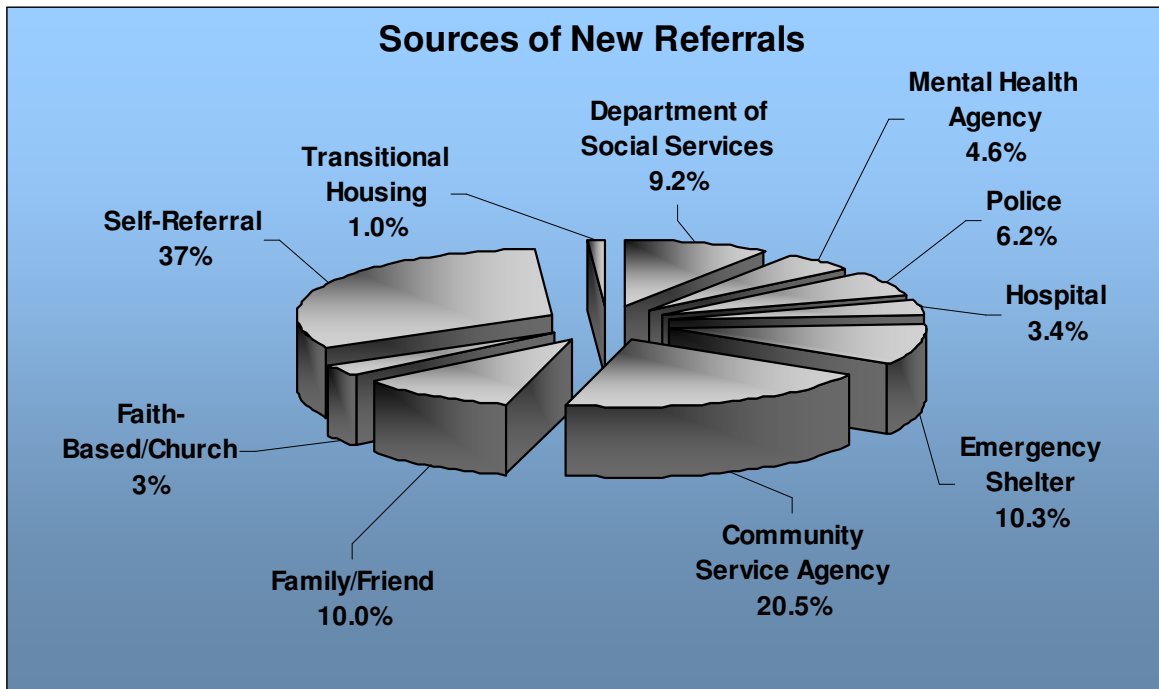 Sources of New Referrals
Department of
Social Services
9.2%
Mental Health
Agency
4.6%
Police
6.2%
Hospital
3.4%
Emergency
Shelter
10.3%
Community
Service Agency
20.5%
Family/Friend
10.0%
Faith-
Based/Church
3%
Self-Referral
37%
Transitional
Housing
1.0%